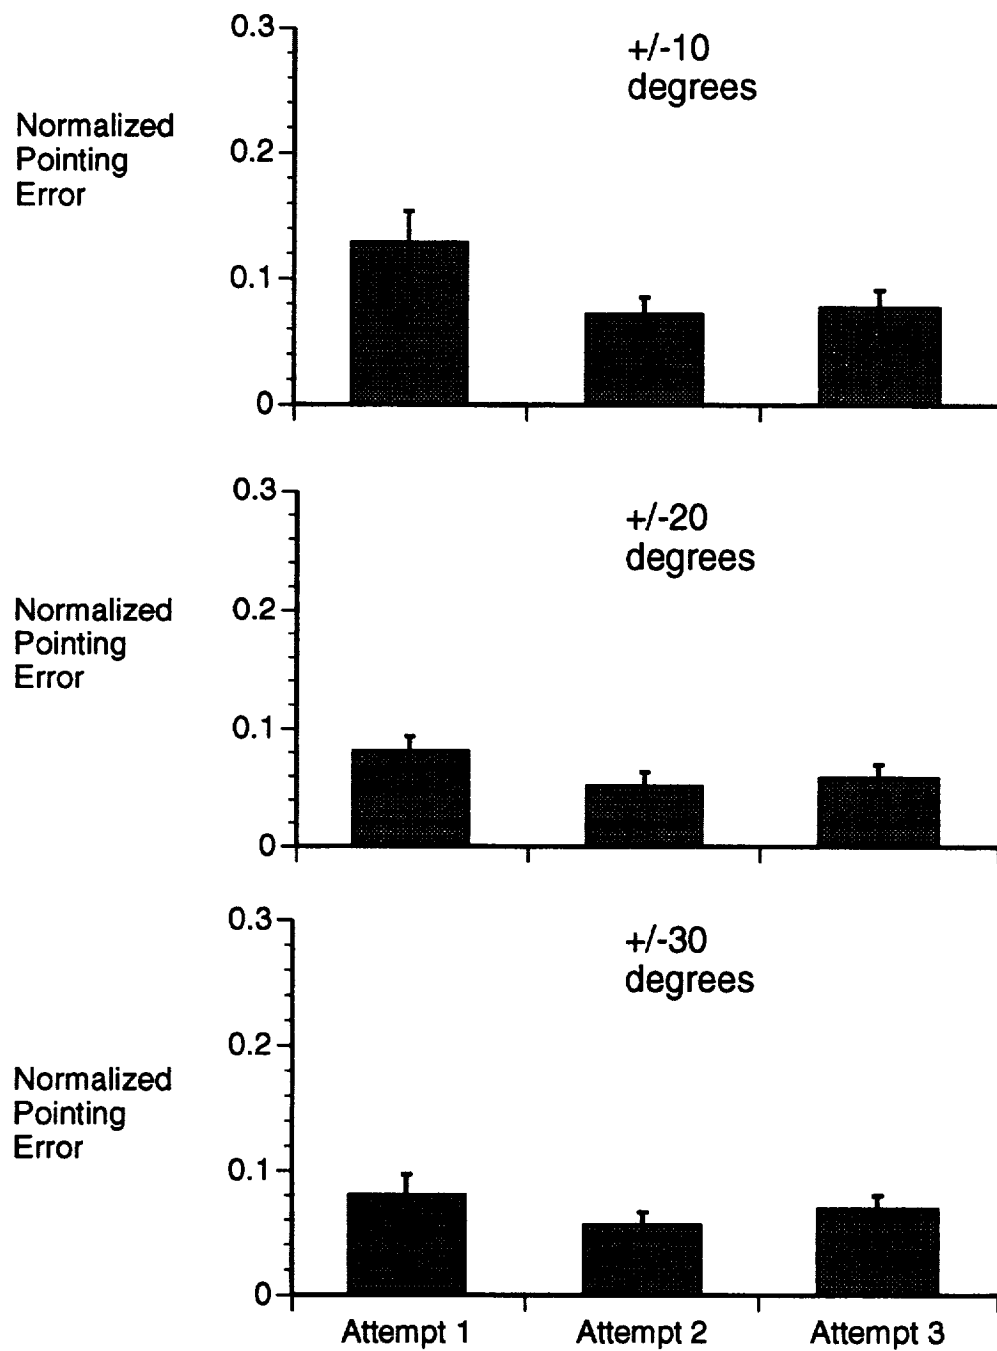 0.3
+/-10
degrees
Normalized
Pointing
Error
0.2
0.1
0
0.3
+/-20
degrees
Normalized
Pointing
Error
0.2
0.1
0
0.3
+/-30
degrees
0.2
Normalized
Pointing
Error
0.1
0
Attempt 1 Attempt 2 Attempt 3